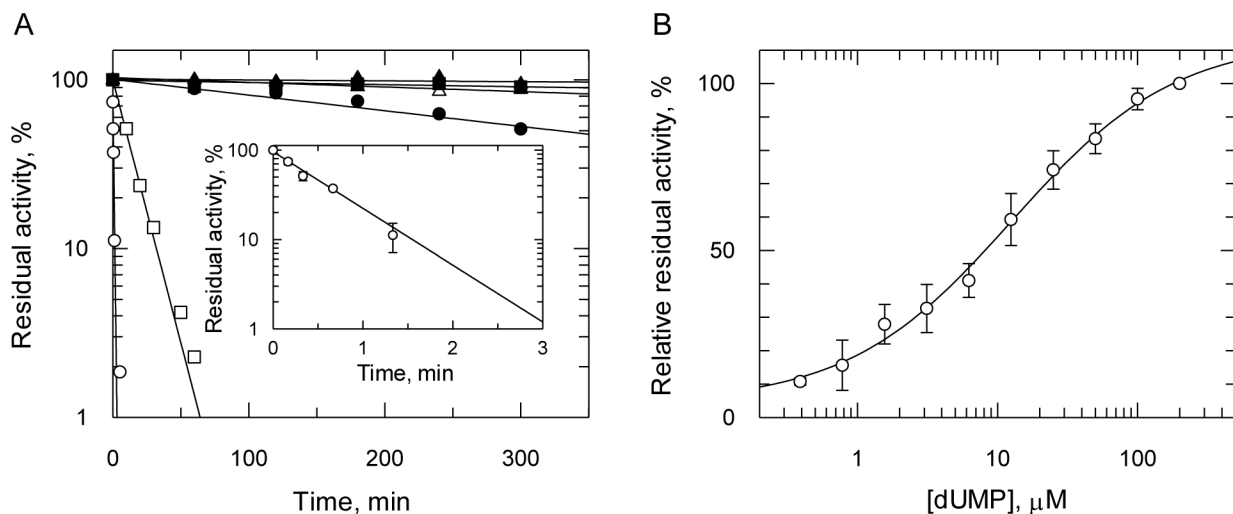 A
100
10
1
Residual activity, %
0
100
200
300
Time, min
100
10
1
Residual activity, %
0
1
2
3
Time, min
B
100
50
0
Relative residual activity, %
1
10
100
[dUMP], μM